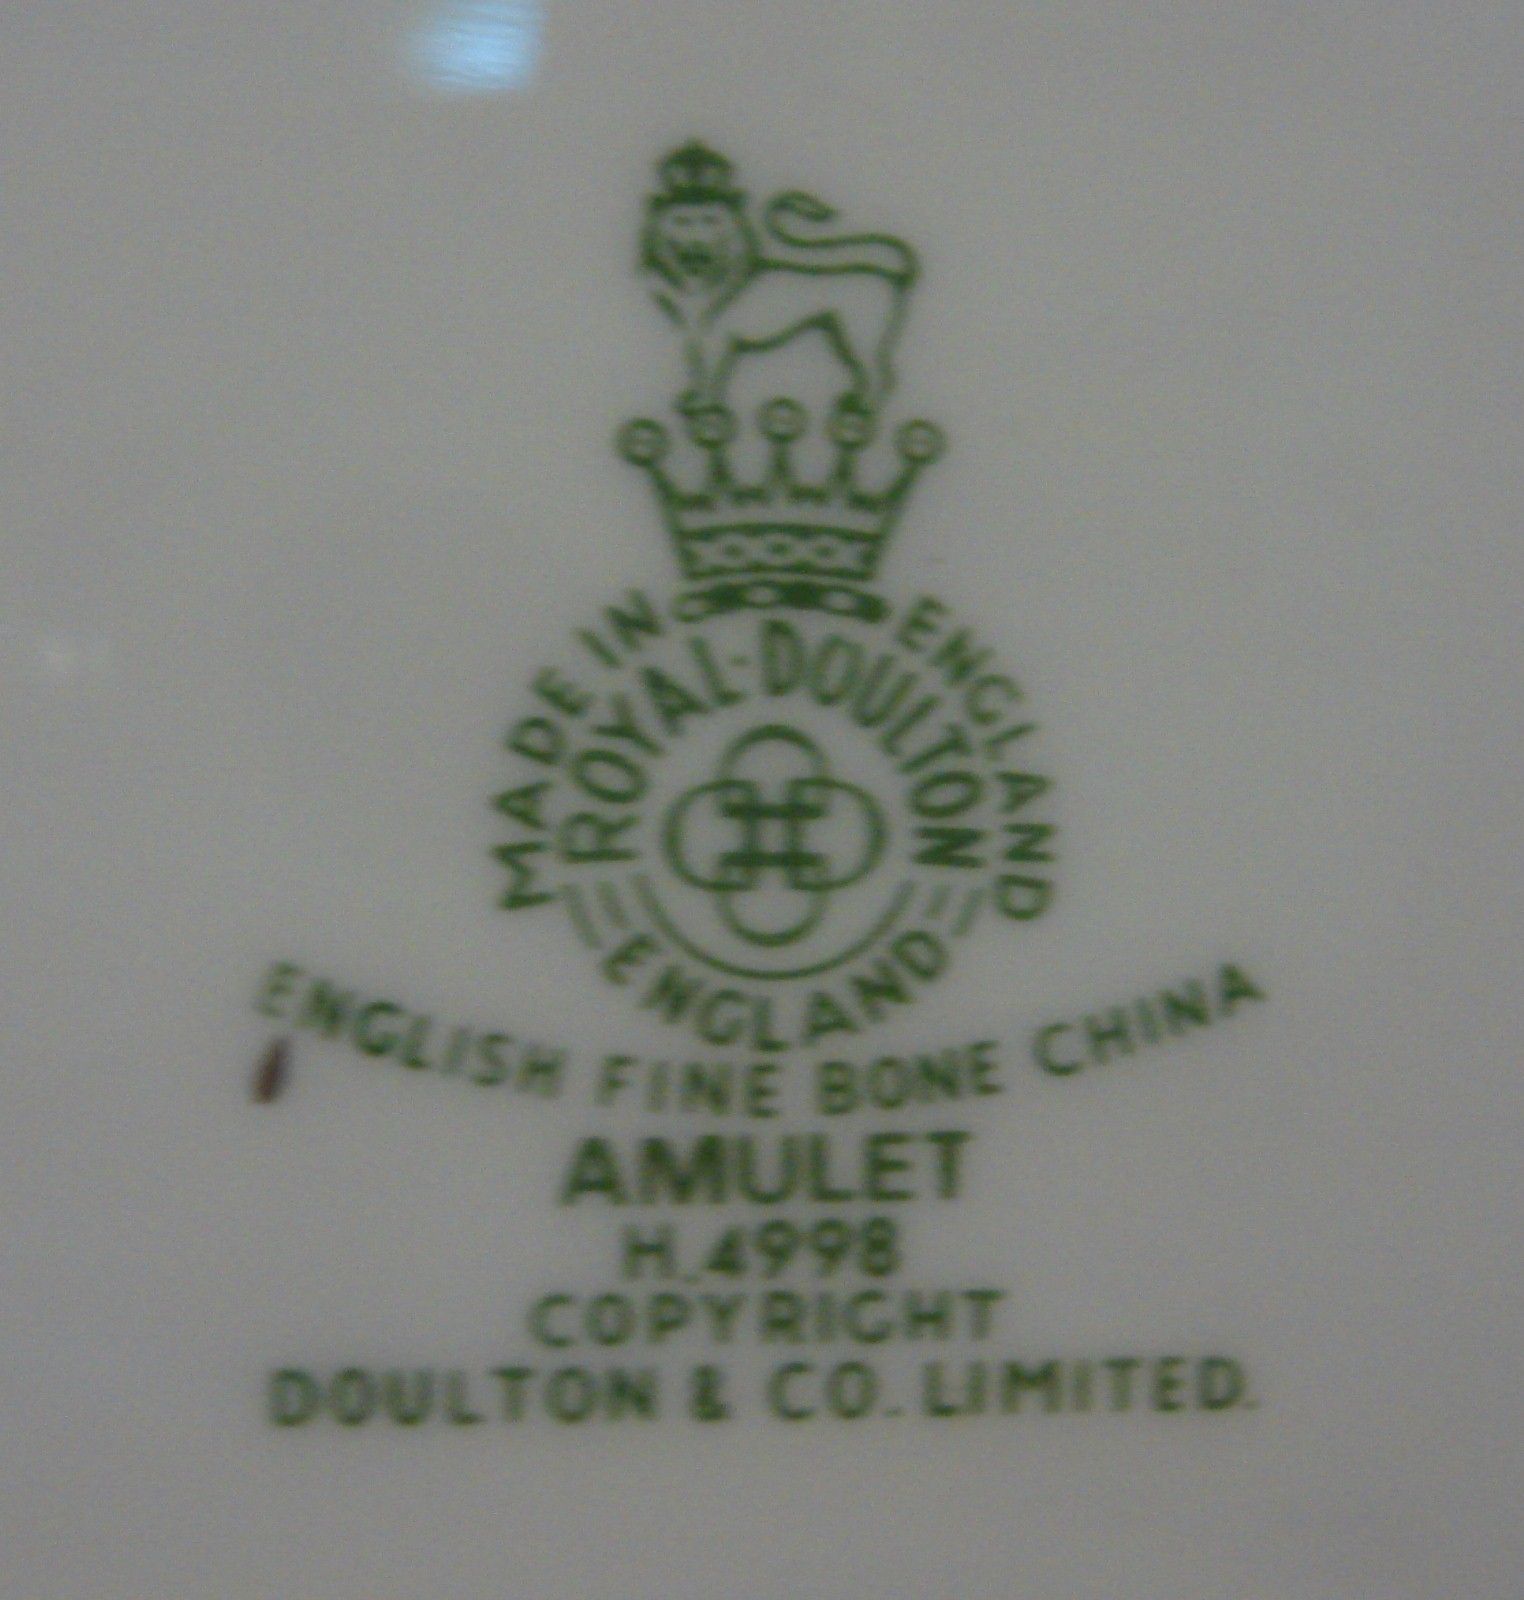 MADE IN ENGLAND
ROYAL-DOULTON
ENGLAND
ENGLISH FINE BONE CHINA
AMULET
H.4998
COPYRIGHT
DOULTON & CO. LIMITED.